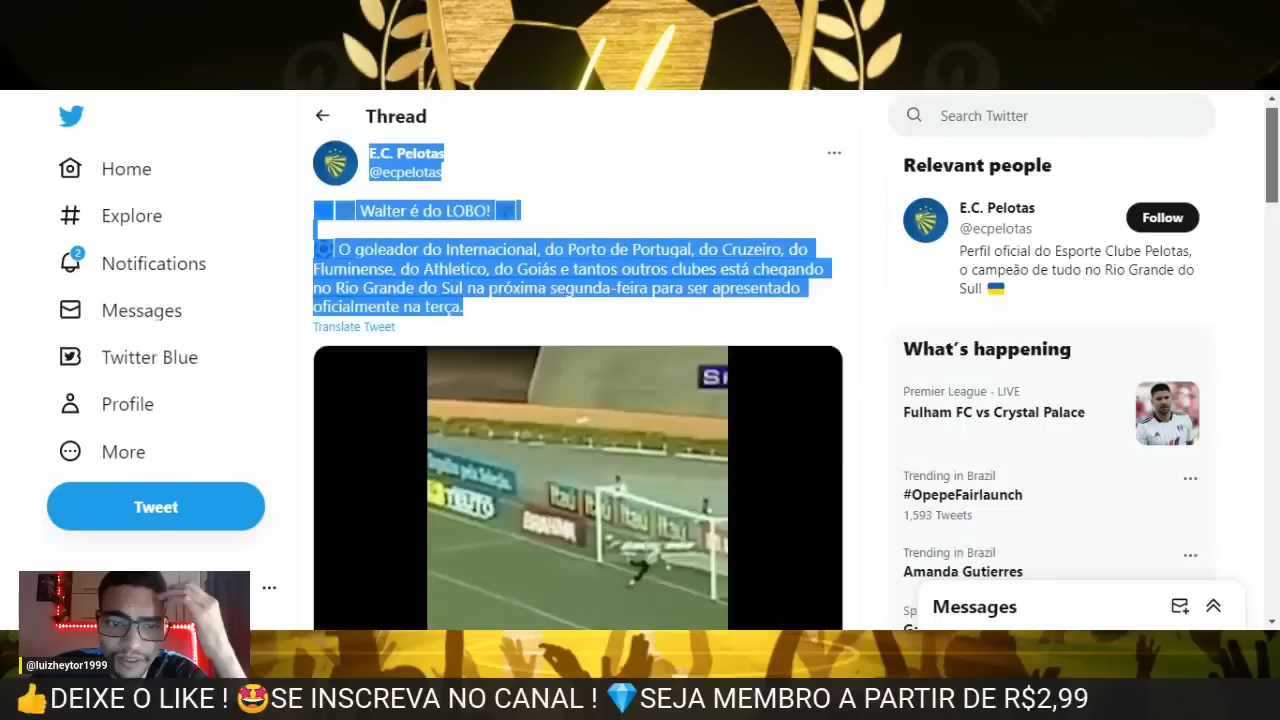 Home
Explore
2
Notifications
Messages
Twitter Blue
Profile
More
Tweet
Thread
E.C. Pelotas
@ecpelotas
Walter é do LOBO!
O goleador do Internacional, do Porto de Portugal, do Cruzeiro, do
Fluminense, do Athletico, do Goiás e tantos outros clubes está chegando
no Rio Grande do Sul na próxima segunda-feira para ser apresentado
oficialmente na terça.
Translate Tweet
Itaú
Itaú
Itaú
BRAHMA
Search Twitter
Relevant people
E.C. Pelotas
@ecpelotas
Follow
Perfil oficial do Esporte Clube Pelotas,
o campeão de tudo no Rio Grande do
Sul!
What's happening
Premier League · LIVE
Fulham FC vs Crystal Palace
Trending in Brazil
#OpepeFairlaunch
1,593 Tweets
Trending in Brazil
Amanda Gutierres
Messages
@luizheytor1999
👍DEIXE O LIKE ! 🤩SE INSCREVA NO CANAL ! 💎SEJA MEMBRO A PARTIR DE R$2,99